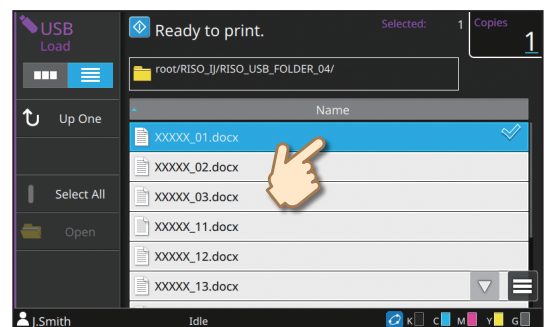 USB
Load
Ready to print.
Selected: 1
Copies
1
root/RISO_IJ/RISO_USB_FOLDER_04/
Up One
Name
XXXXX_01.docx
XXXXX_02.docx
Select All
XXXXX_03.docx
Open
XXXXX_11.docx
XXXXX_12.docx
XXXXX_13.docx
J.Smith
Idle
K C M Y G